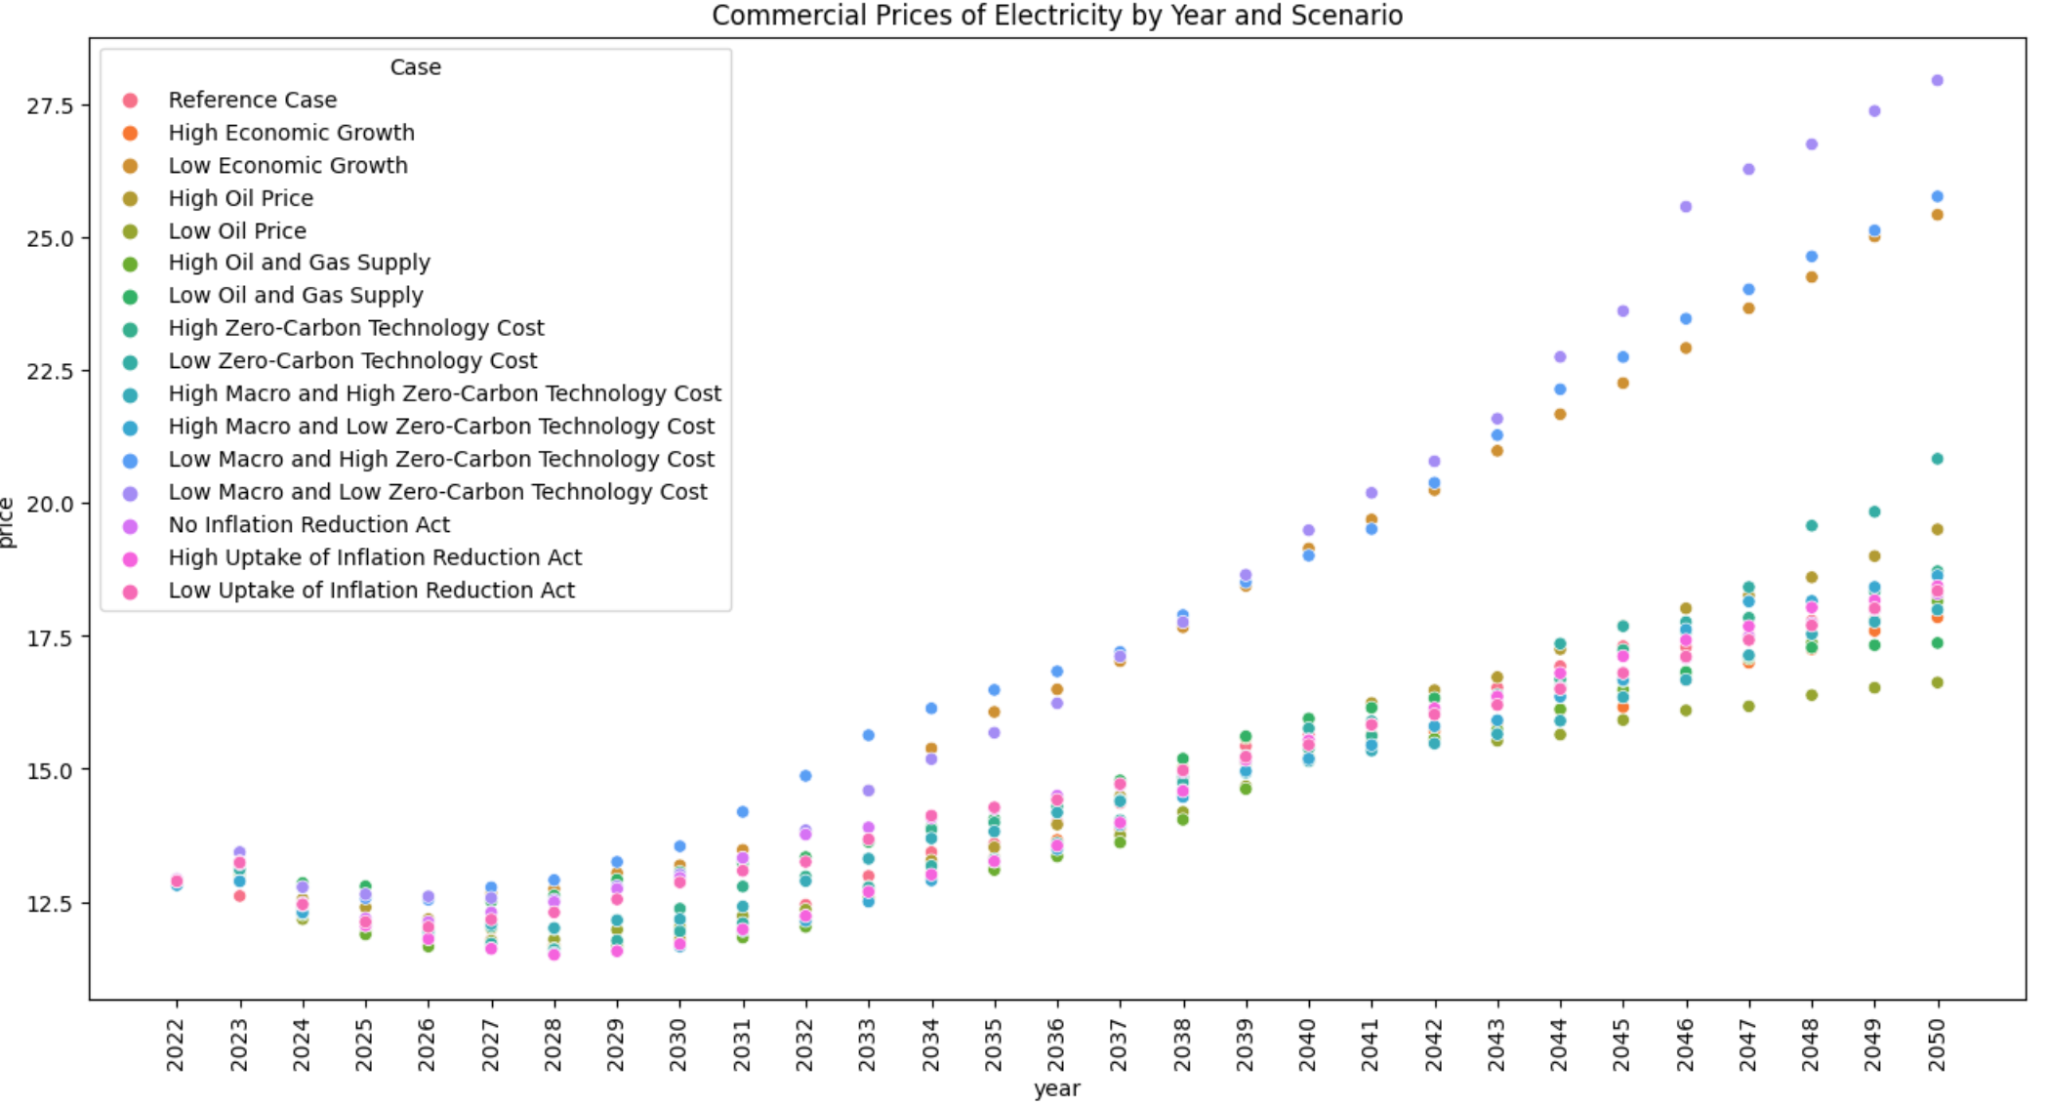 Commercial Prices of Electricity by Year and Scenario
Case
Reference Case
High Economic Growth
Low Economic Growth
High Oil Price
Low Oil Price
High Oil and Gas Supply
Low Oil and Gas Supply
High Zero-Carbon Technology Cost
Low Zero-Carbon Technology Cost
High Macro and High Zero-Carbon Technology Cost
High Macro and Low Zero-Carbon Technology Cost
Low Macro and High Zero-Carbon Technology Cost
Low Macro and Low Zero-Carbon Technology Cost
No Inflation Reduction Act
High Uptake of Inflation Reduction Act
Low Uptake of Inflation Reduction Act
27.5
25.0
22.5
20.0
17.5
15.0
12.5
price
2022
2023
2024
2025
2026
2027
2028
2029
2030
2031
2032
2033
2034
2035
2036
2037
2038
2039
2040
2041
2042
2043
2044
2045
2046
2047
2048
2049
2050
year